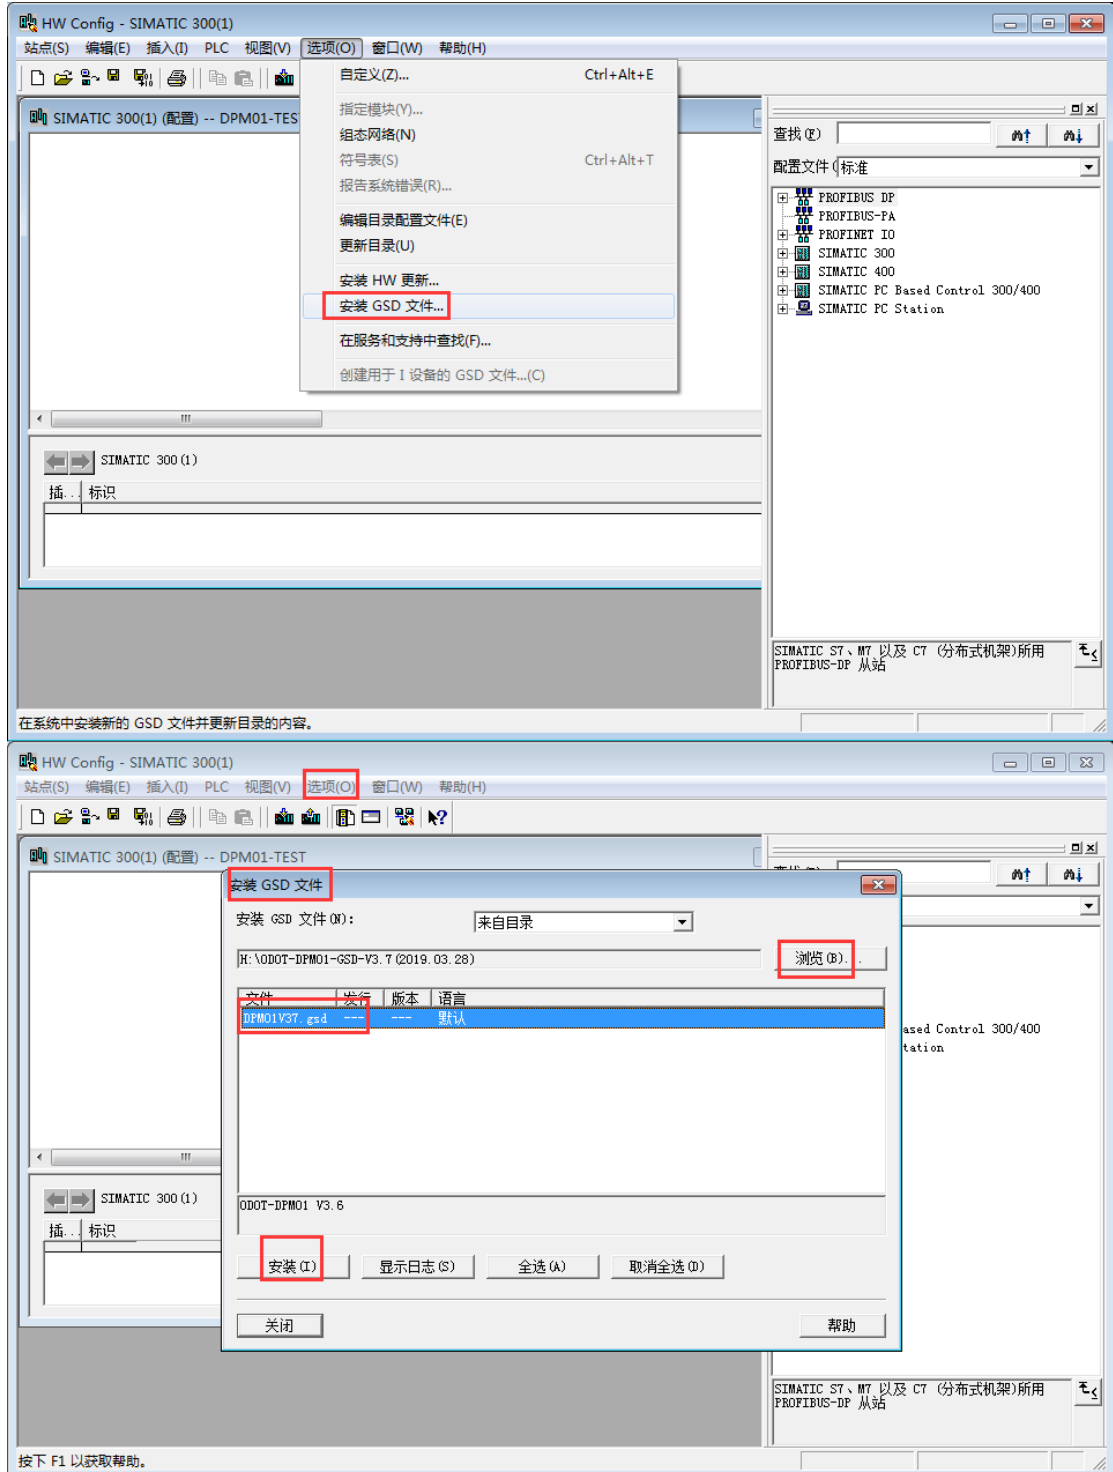 HW Config - SIMATIC 300(1)
站点(S) 编辑(E) 插入(I) PLC 视图(V) 选项(O) 窗口(W) 帮助(H)
自定义(Z)... Ctrl+Alt+E
指定模块(Y)...
组态网络(N)
符号表(S) Ctrl+Alt+T
报告系统错误(R)...
编辑目录配置文件(E)
更新目录(U)
安装 HW 更新...
安装 GSD 文件...
在服务和支持中查找(F)...
创建用于 I 设备的 GSD 文件...(C)
SIMATIC 300(1) (配置) -- DPM01-TES
查找(F)
配置文件( 标准
PROFIBUS DP
PROFIBUS-PA
PROFINET IO
SIMATIC 300
SIMATIC 400
SIMATIC PC Based Control 300/400
SIMATIC PC Station
SIMATIC 300(1)
插... 标识
SIMATIC S7、M7 以及 C7 (分布式机架)所用
PROFIBUS-DP 从站
在系统中安装新的 GSD 文件并更新目录的内容。
HW Config - SIMATIC 300(1)
站点(S) 编辑(E) 插入(I) PLC 视图(V) 选项(O) 窗口(W) 帮助(H)
SIMATIC 300(1) (配置) -- DPM01-TEST
安装 GSD 文件
安装 GSD 文件(N): 来自目录
H:\ODOT-DPM01-GSD-V3.7(2019.03.28) 浏览(B)...
文件 发行 版本 语言
DPM01V37.gsd --- --- 默认
ased Control 300/400
tation
ODOT-DPM01 V3.6
安装(I) 显示日志(S) 全选(A) 取消全选(D)
关闭 帮助
SIMATIC 300(1)
插... 标识
SIMATIC S7、M7 以及 C7 (分布式机架)所用
PROFIBUS-DP 从站
按下 F1 以获取帮助。